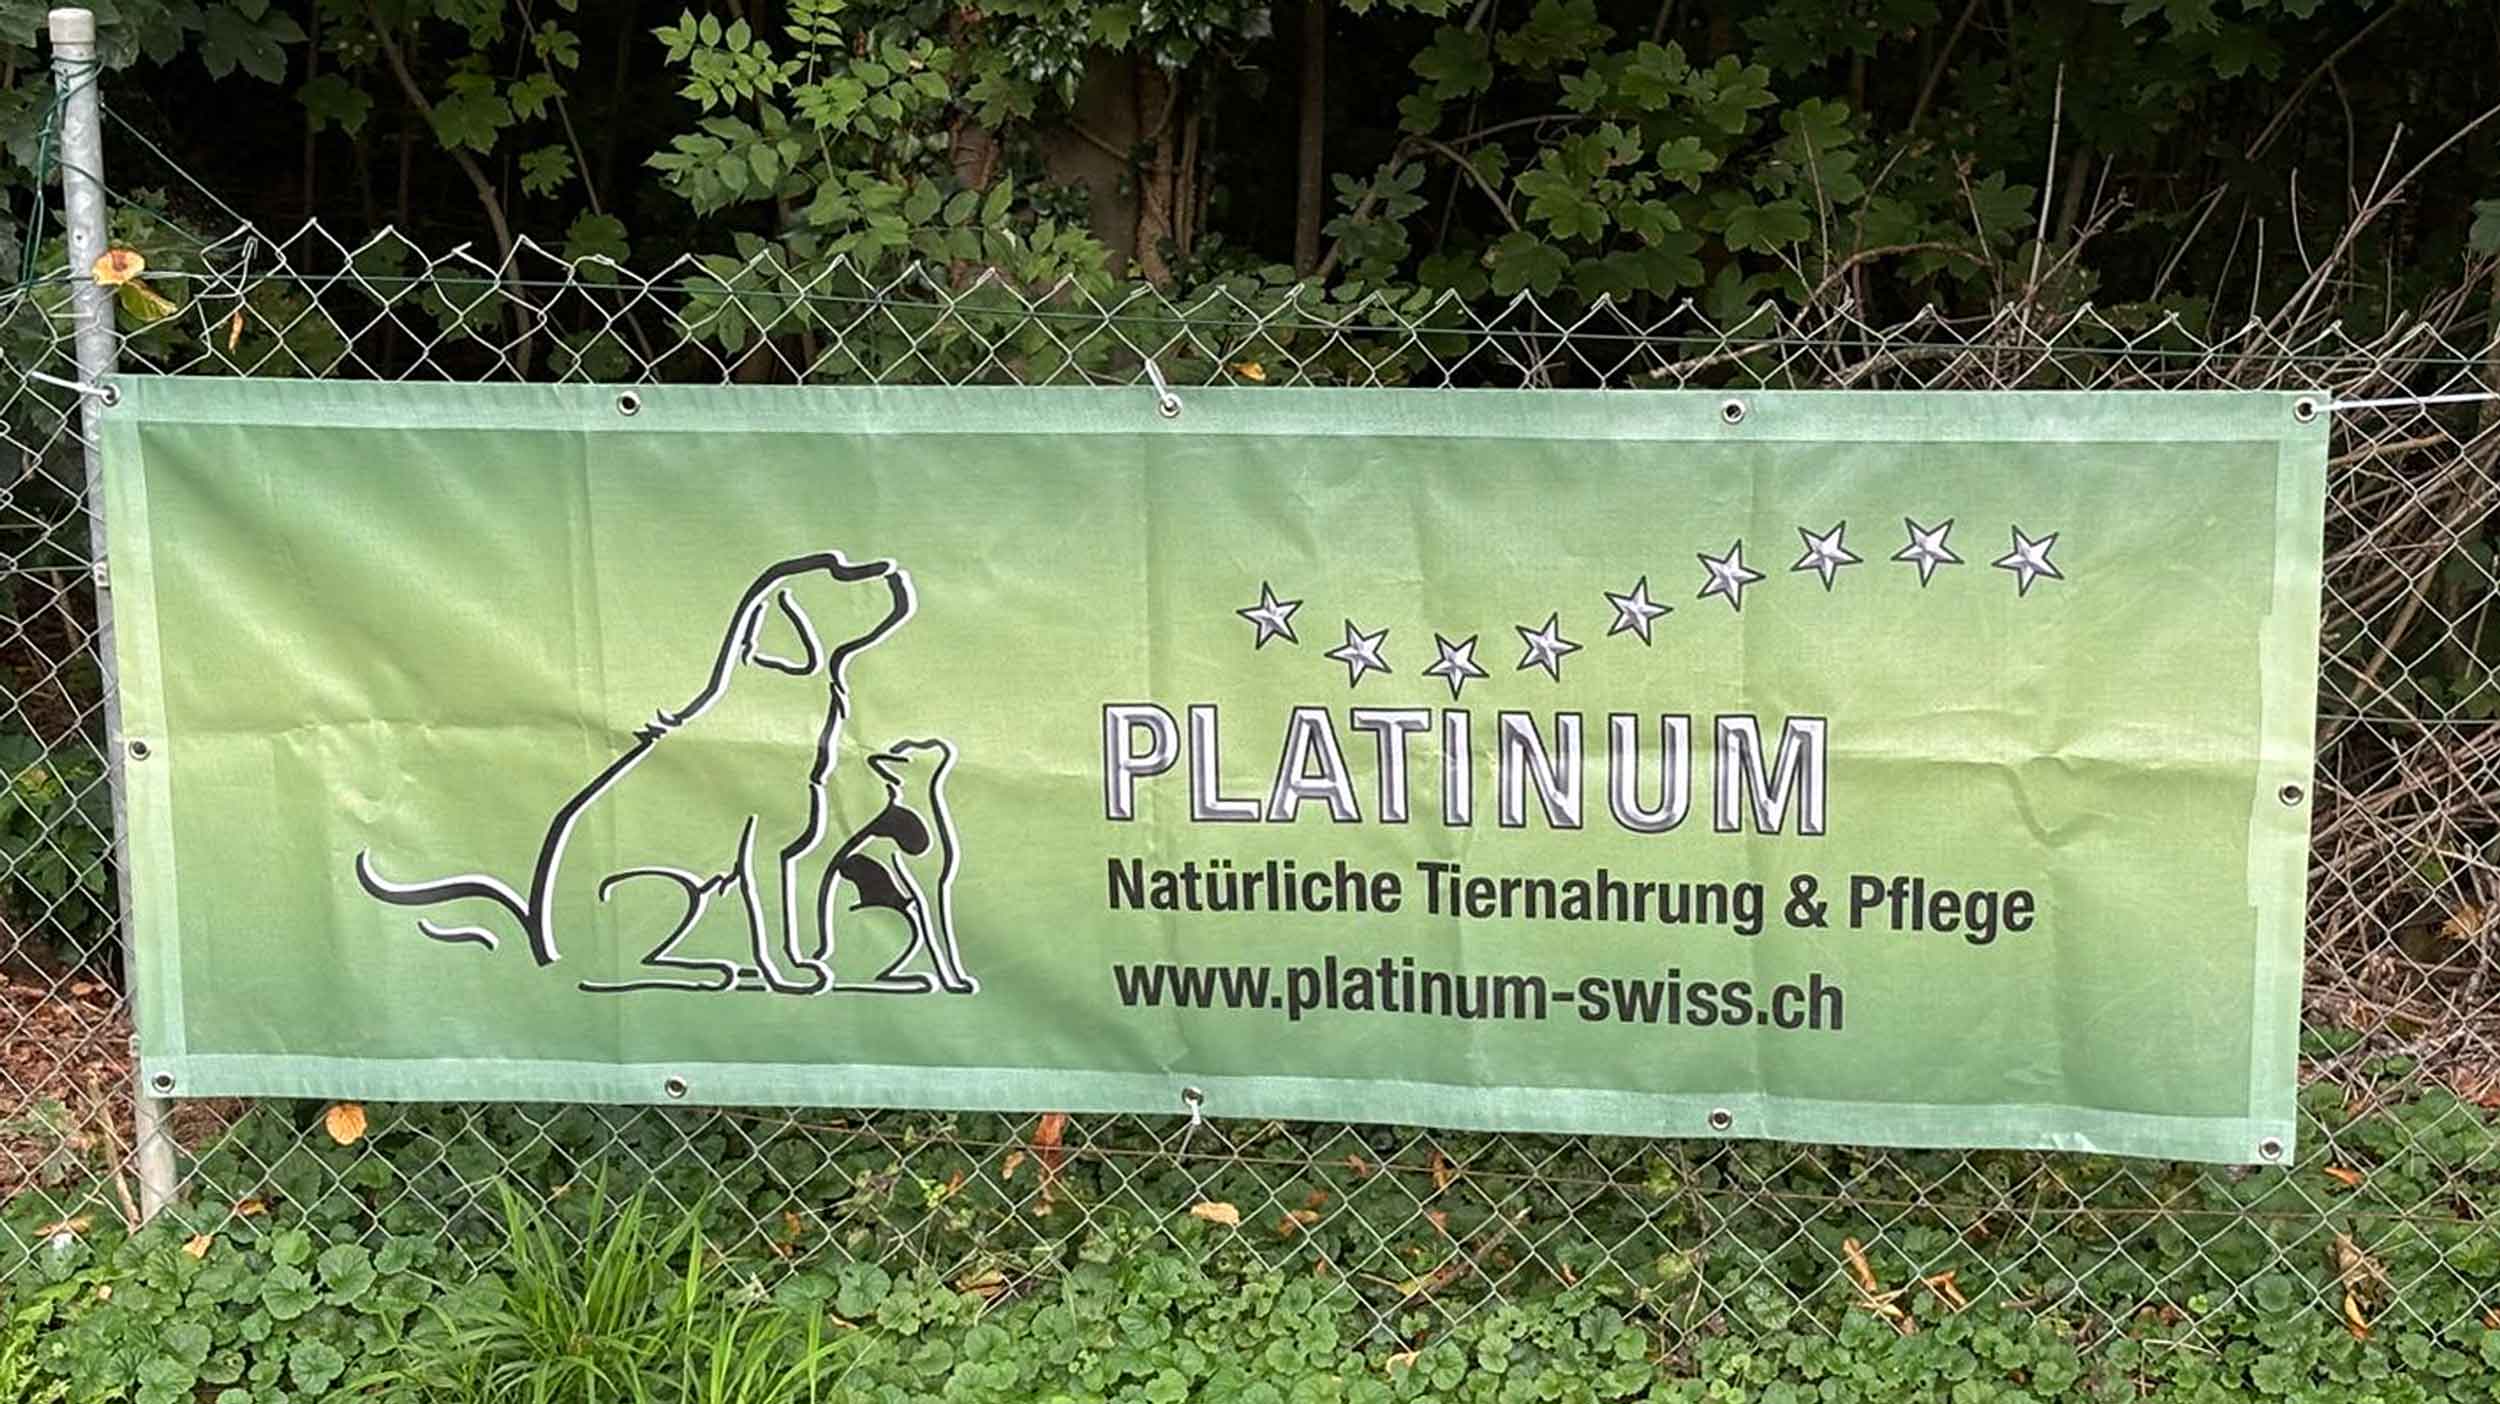 PLATINUM
Natürliche Tiernahrung & Pflege
www.platinum-swiss.ch